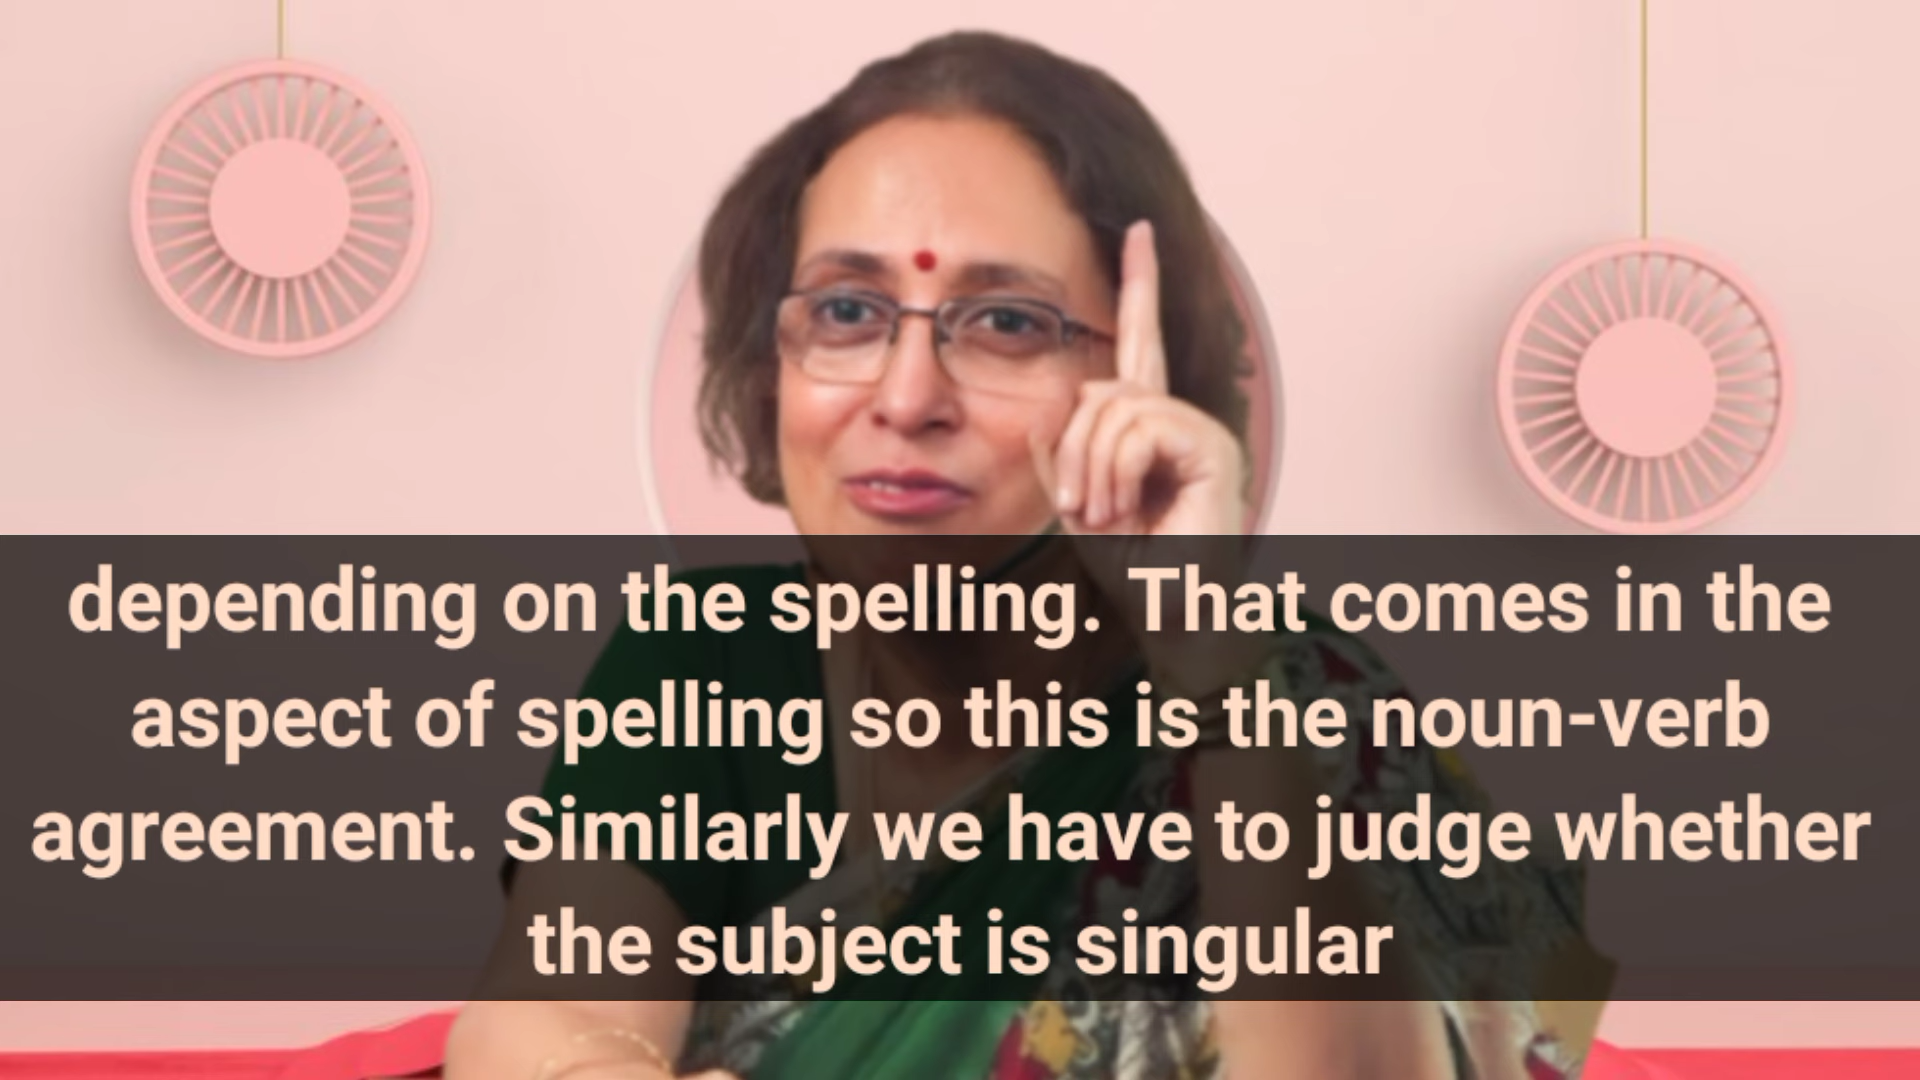 depending on the spelling. That comes in the
aspect of spelling so this is the noun-verb
agreement. Similarly we have to judge whether
the subject is singular